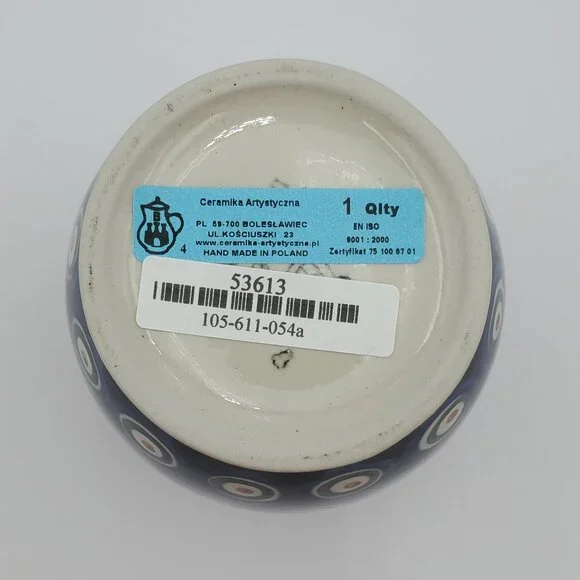 Ceramika Artystyczna
PL 59-700 BOLESŁAWIEC
UL.KOŚCIUSZKI 23
www.ceramika-artystyczna.pl
HAND MADE IN POLAND
B
4
1 Qlty
EN ISO
9001 : 2000
Zertyfikat 75 100 67 01
53613
105-611-054a